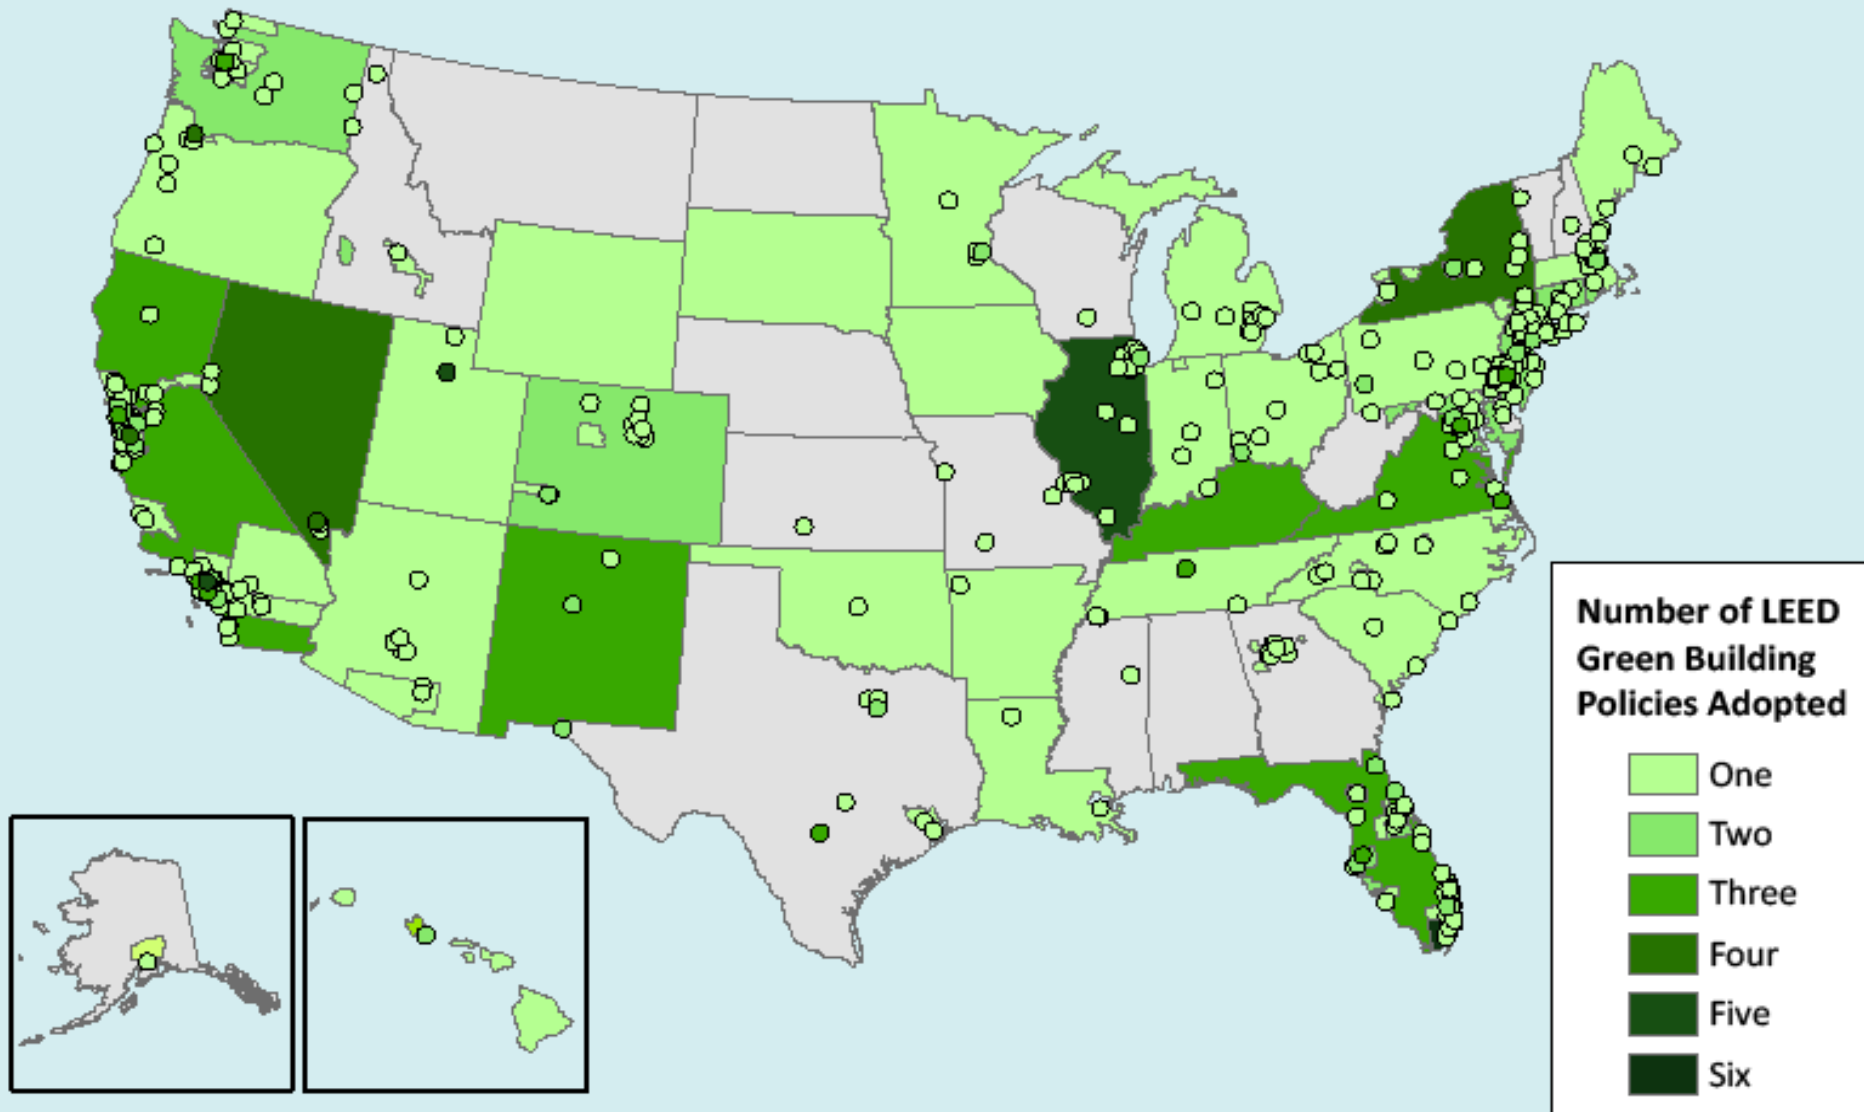 Number of LEED
Green Building
Policies Adopted
One
Two
Three
Four
Five
Six